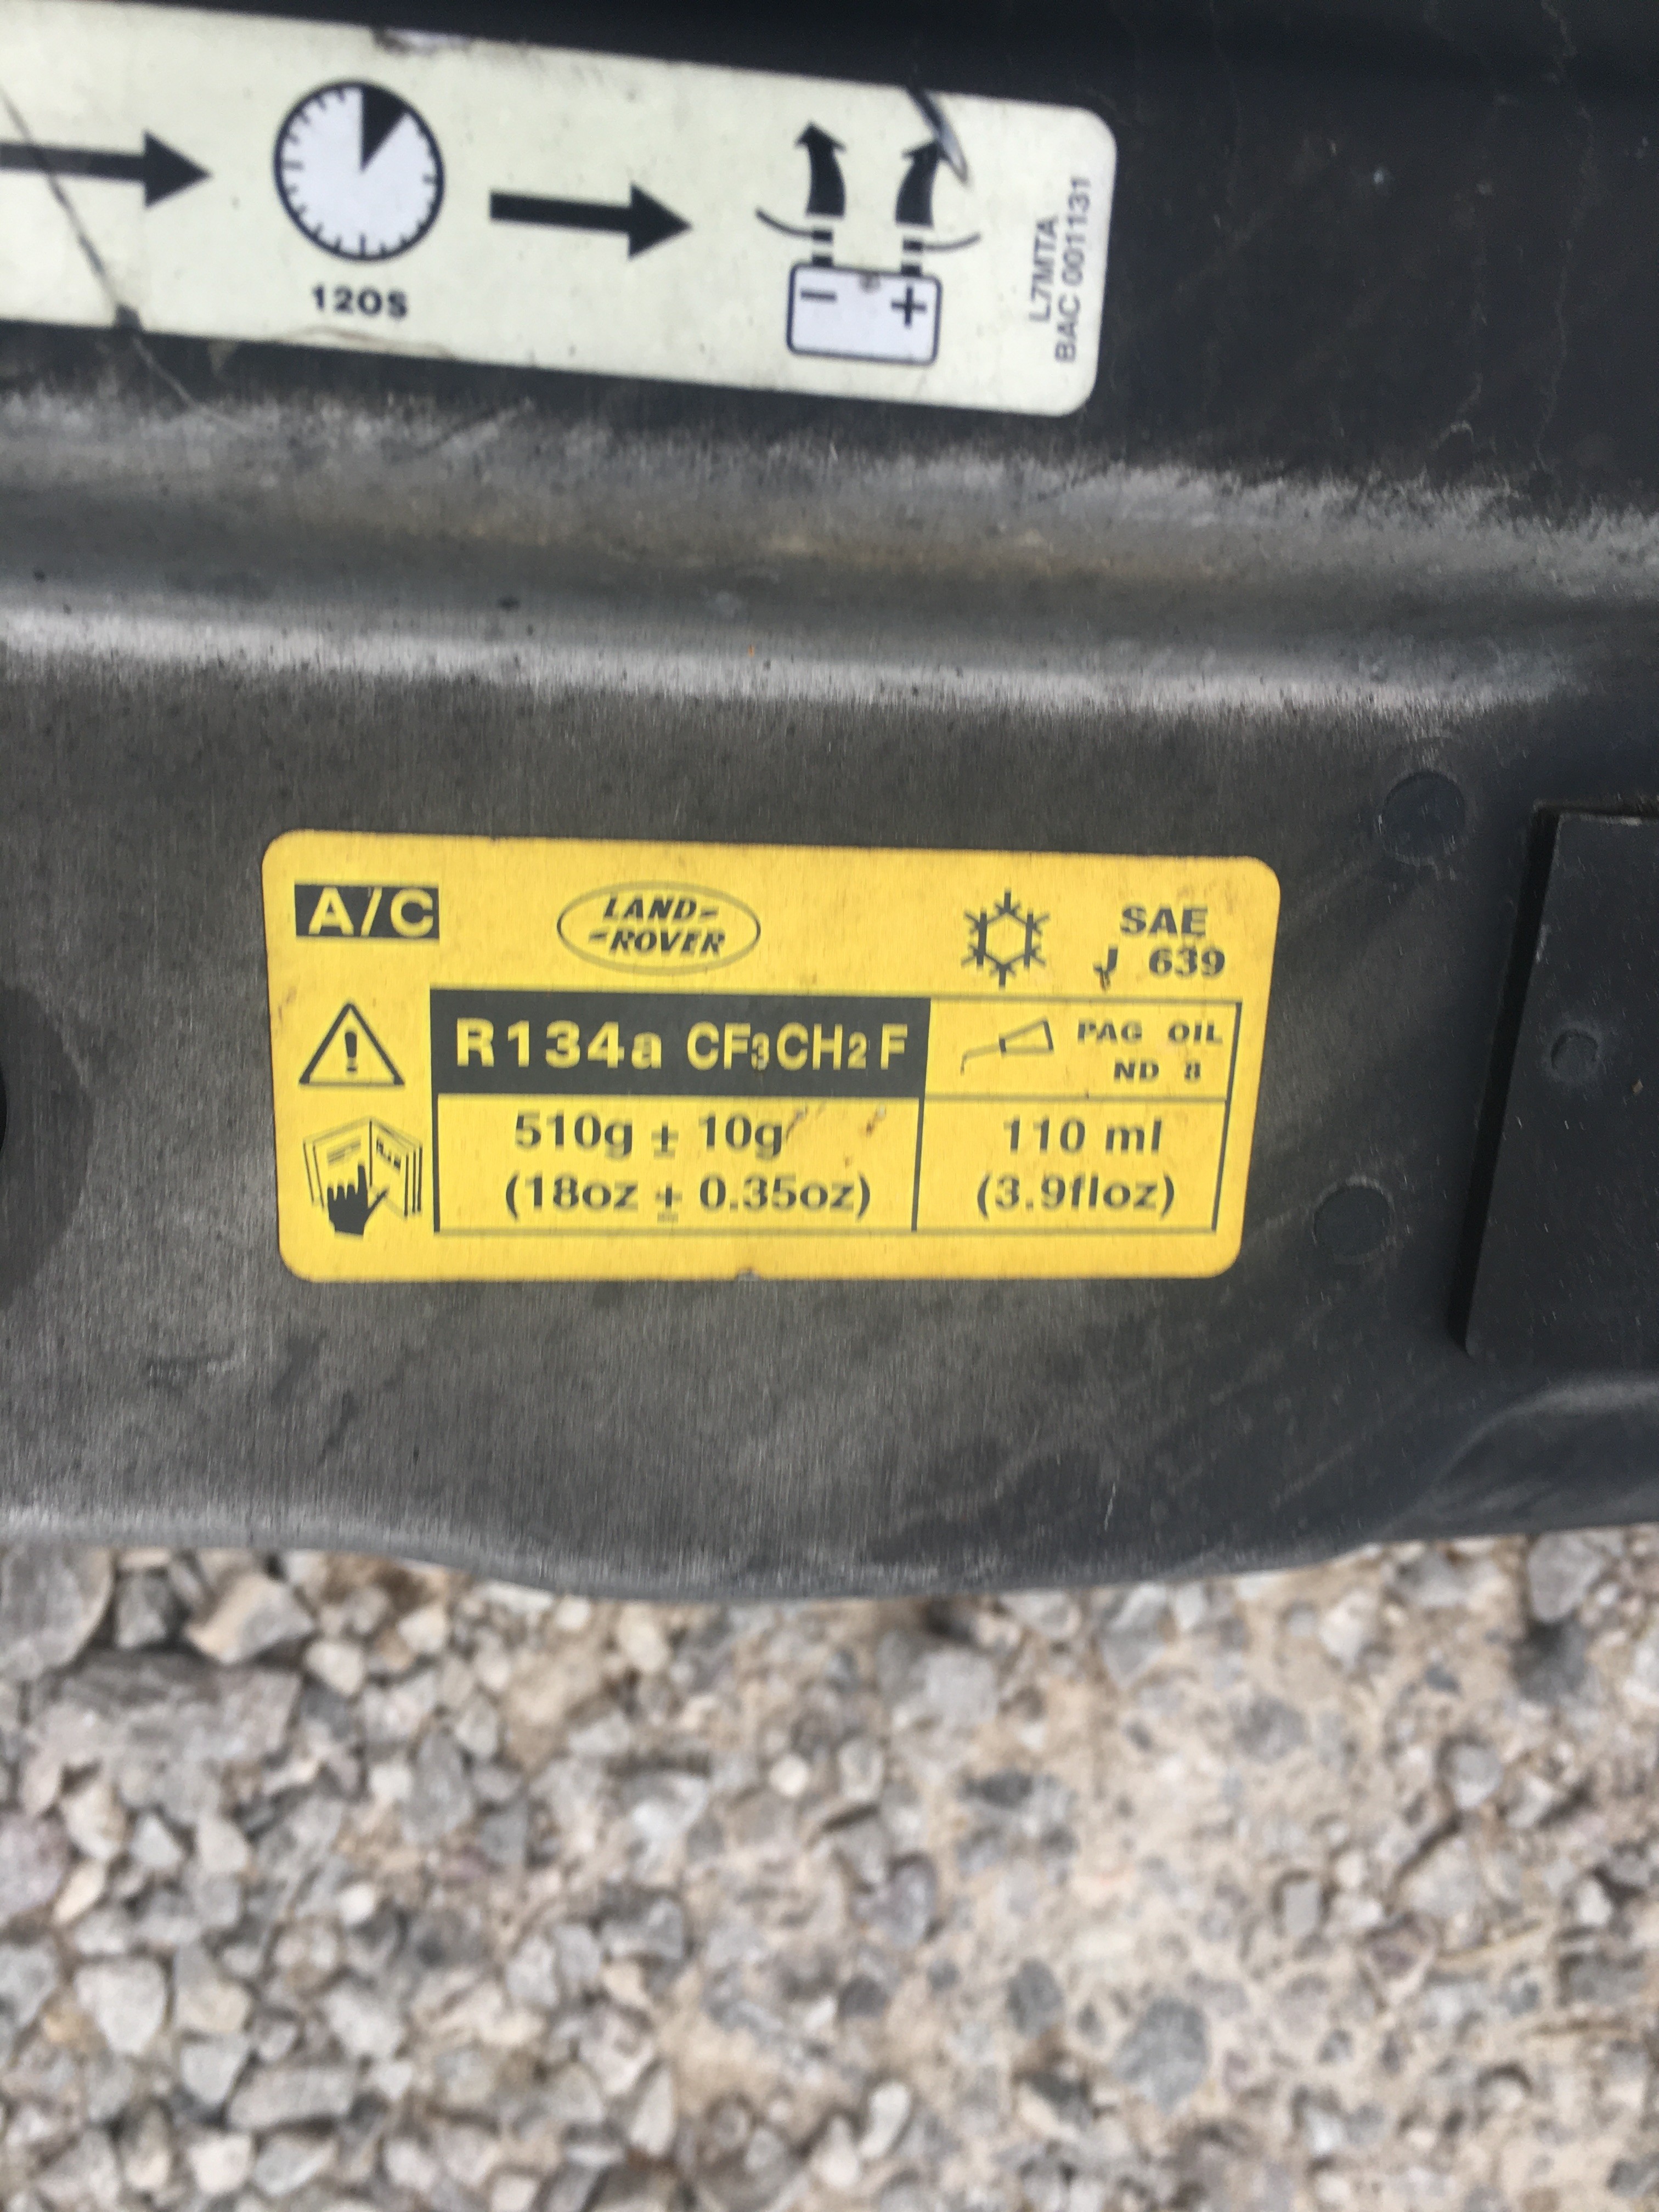 120S
L7MTA
BAC 001131
A/C
LAND-
-ROVER
SAE
J 639
R134a CF3CH2F
PAG OIL
ND 8
510g ± 10g
(18oz ± 0.35oz)
110 ml
(3.9floz)